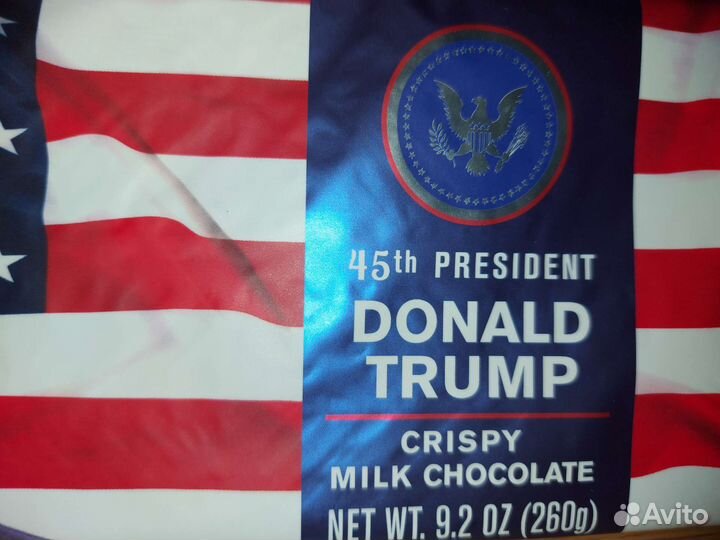 45th PRESIDENT
DONALD
TRUMP
CRISPY
MILK CHOCOLATE
NET WT. 9.2 OZ (260g)
Avito